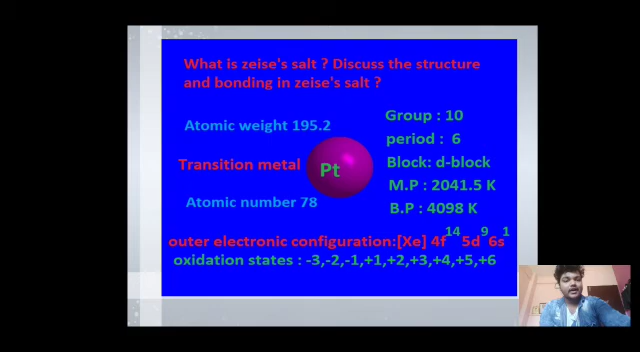 What is zeise's salt ? Discuss the structure
and bonding in zeise's salt ?
Atomic weight 195.2
Transition metal
Atomic number 78
Pt
Group : 10
period : 6
Block: d-block
M.P : 2041.5 K
B.P : 4098 K
outer electronic configuration:[Xe] 4f¹⁴ 5d⁹ 6s¹
oxidation states : -3,-2,-1,+1,+2,+3,+4,+5,+6